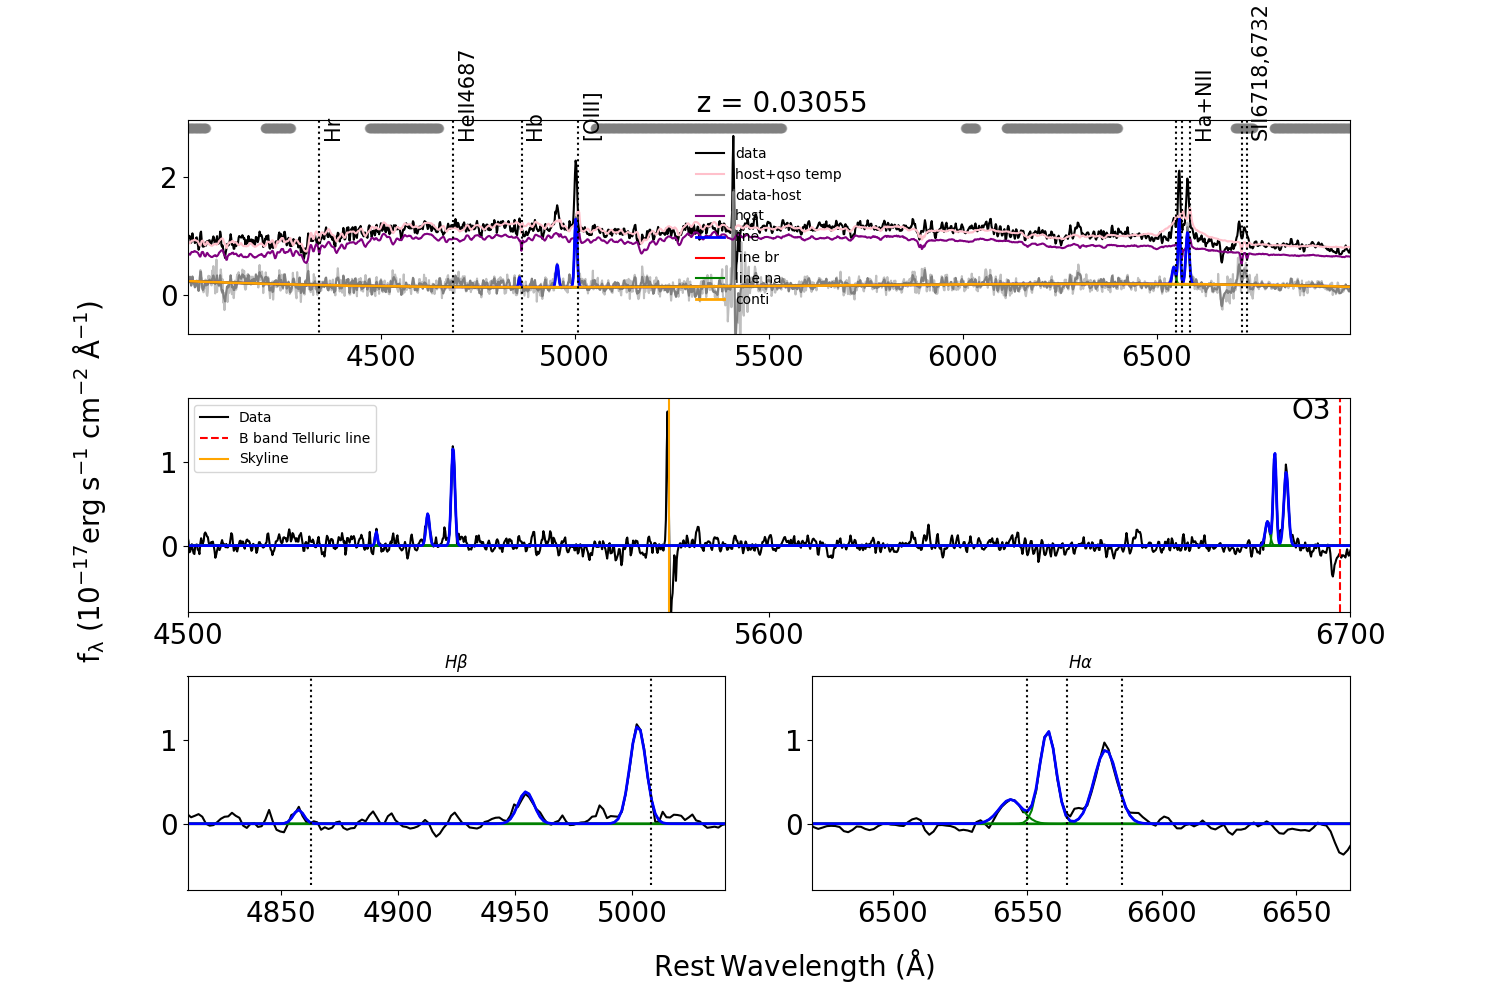 z = 0.03055
Hr
HeII4687
Hb
[OIII]
Ha+NII
SII6718,6732
data
host+qso temp
data-host
host
line
line br
line na
conti
2
0
4500
5000
5500
6000
6500
Data
B band Telluric line
Skyline
O3
1
0
4500
5600
6700
fλ (10⁻¹⁷erg s⁻¹ cm⁻² Å⁻¹)
Hβ
1
0
4850
4900
4950
5000
Hα
1
0
6500
6550
6600
6650
Rest Wavelength (Å)